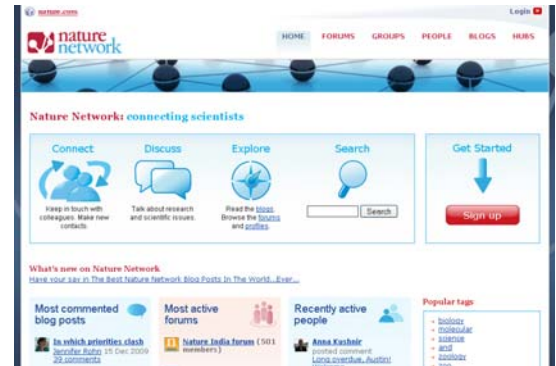 nature.com
Login
nature
network
HOME FORUMS GROUPS PEOPLE BLOGS HUBS
Nature Network: connecting scientists
Connect
Keep in touch with
colleagues. Make new
contacts.
Discuss
Talk about research
and scientific issues.
Explore
Read the blogs.
Browse the forums
and profiles.
Search
Search
Get Started
Sign up
What's new on Nature Network
Have your say in The Best Nature Network Blog Posts In The World...Ever...
Most commented
blog posts
In which priorities clash
Jennifer Rohn 15 Dec 2009
39 comments
Most active
forums
Nature India forum (501
members)
Recently active
people
Anna Kushnir
posted comment
Long overdue, Austin!
Popular tags
biology
molecular
science
and
zoology